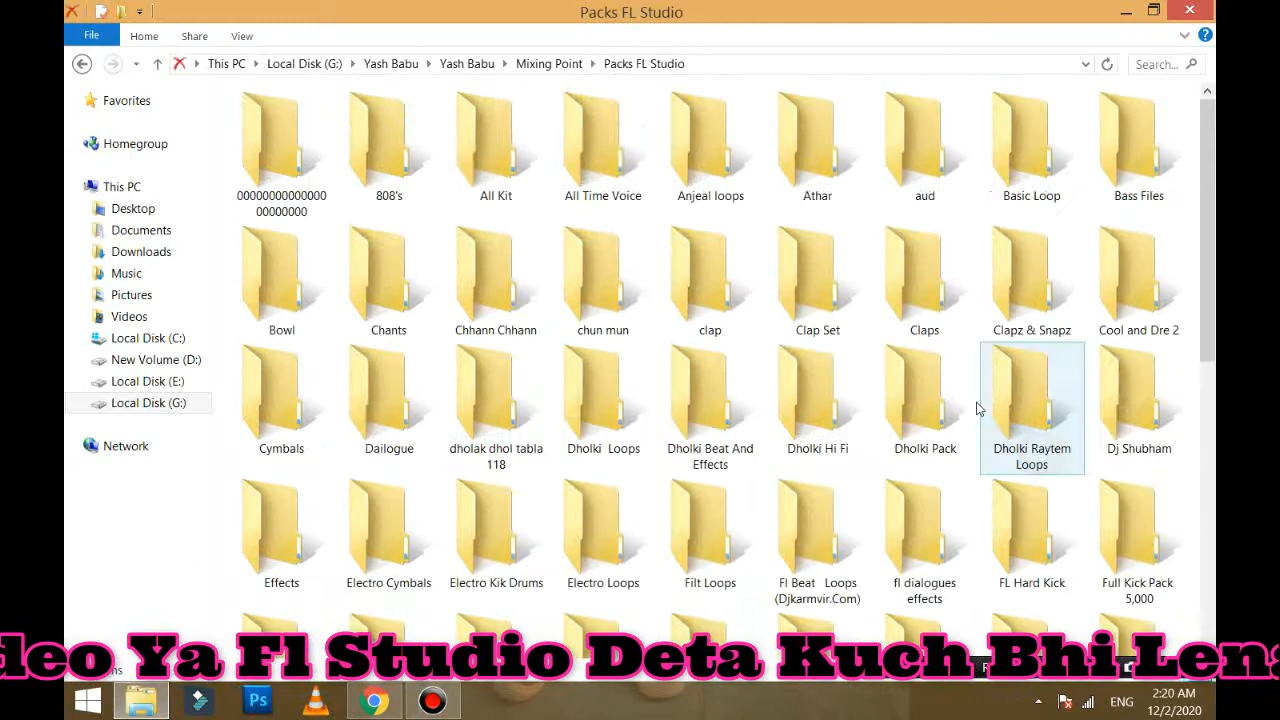 Packs FL Studio
File
Home
Share
View
This PC
Local Disk (G:)
Yash Babu
Yash Babu
Mixing Point
Packs FL Studio
Search...
Favorites
Homegroup
This PC
Desktop
Documents
Downloads
Music
Pictures
Videos
Local Disk (C:)
New Volume (D:)
Local Disk (E:)
Local Disk (G:)
Network
00000000000000
00000000
808's
All Kit
All Time Voice
Anjeal loops
Athar
aud
Basic Loop
Bass Files
Bowl
Chants
Chhann Chhann
chun mun
clap
Clap Set
Claps
Clapz & Snapz
Cool and Dre 2
Cymbals
Dailogue
dholak dhol tabla
118
Dholki  Loops
Dholki Beat And
Effects
Dholki Hi Fi
Dholki Pack
Dholki Raytem
Loops
Dj Shubham
Effects
Electro Cymbals
Electro Kik Drums
Electro Loops
Filt Loops
Fl Beat   Loops
(Djkarmvir.Com)
fl dialogues
effects
FL Hard Kick
Full Kick Pack
5,000
deo Ya Fl Studio Deta Kuch Bhi Len
Ps
ENG
2:20 AM
12/2/2020